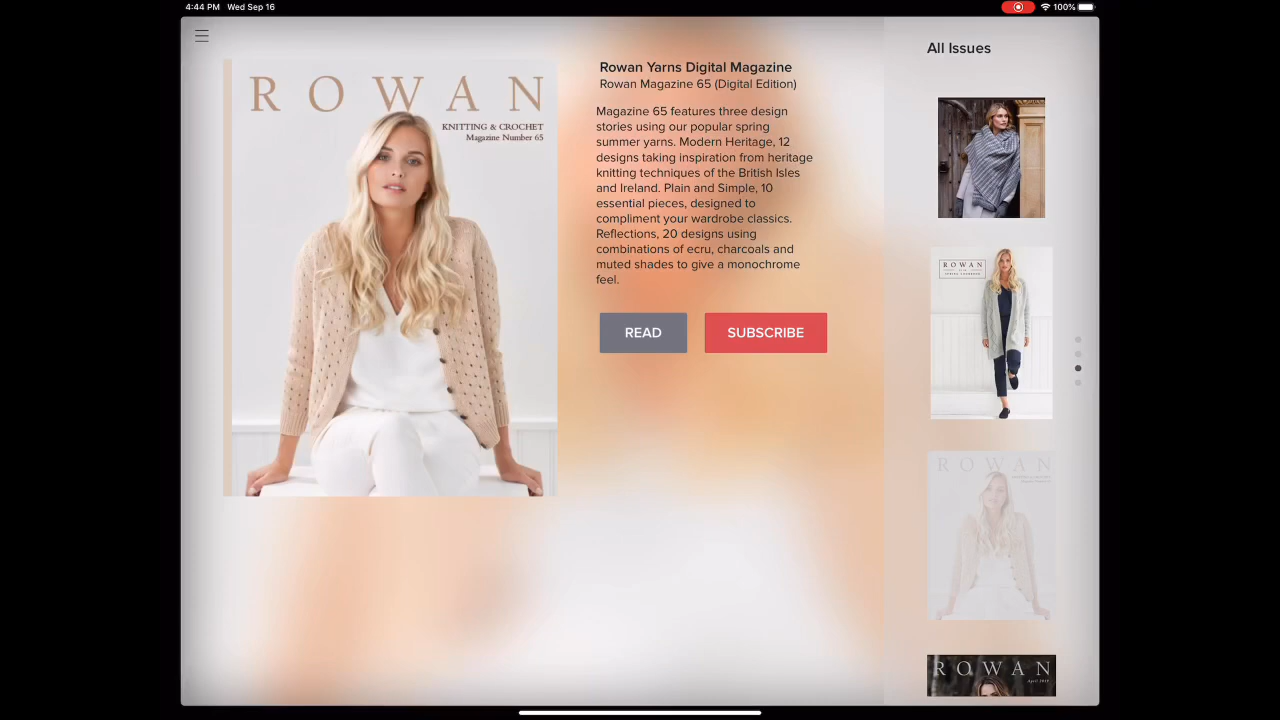 4:44 PM Wed Sep 16
100%
ROWAN
KNITTING & CROCHET
Magazine Number 65
Rowan Yarns Digital Magazine
Rowan Magazine 65 (Digital Edition)
Magazine 65 features three design
stories using our popular spring
summer yarns. Modern Heritage, 12
designs taking inspiration from heritage
knitting techniques of the British Isles
and Ireland. Plain and Simple, 10
essential pieces, designed to
compliment your wardrobe classics.
Reflections, 20 designs using
combinations of ecru, charcoals and
muted shades to give a monochrome
feel.
READ
SUBSCRIBE
All Issues
ROWAN
ROWAN
ROWAN